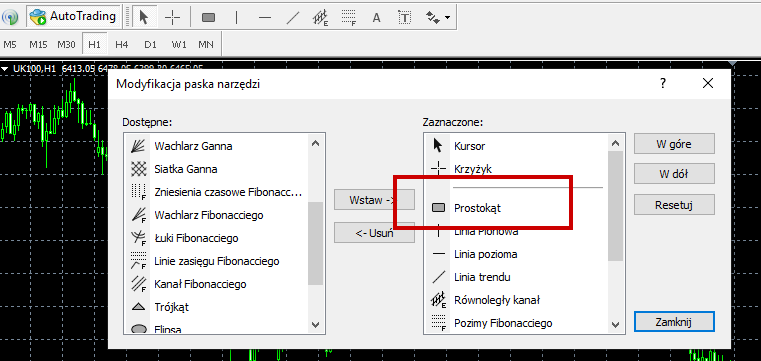 AutoTrading
E F A T
M5 M15 M30 H1 H4 D1 W1 MN
UK100,H1 6413.05 6478.05 6399.30 6465.05
Modyfikacja paska narzędzi ? ×
Dostępne:
Wachlarz Ganna
Siatka Ganna
Zniesienia czasowe Fibonacc...
Wachlarz Fibonacciego
Łuki Fibonacciego
Linie zasięgu Fibonacciego
Kanał Fibonacciego
Trójkąt
Elipsa
Wstaw ->
<- Usuń
Zaznaczone:
Kursor
Krzyżyk
Prostokąt
Linia Pionowa
Linia pozioma
Linia trendu
Równoległy kanał
Pozimy Fibonacciego
W góre
W dół
Resetuj
Zamknij